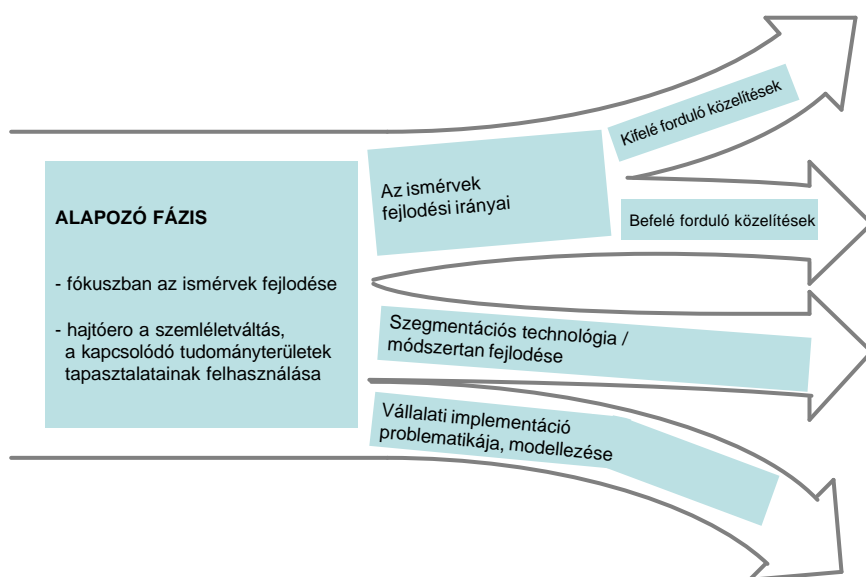 ALAPOZÓ FÁZIS
- fókuszban az ismérvek fejlodése
- hajtóero a szemléletváltás,
a kapcsolódó tudományterületek
tapasztalatainak felhasználása
Az ismérvek
fejlodési irányai
Kifelé forduló közelítések
Befelé forduló közelítések
Szegmentációs technológia /
módszertan fejlodése
Vállalati implementáció
problematikája, modellezése